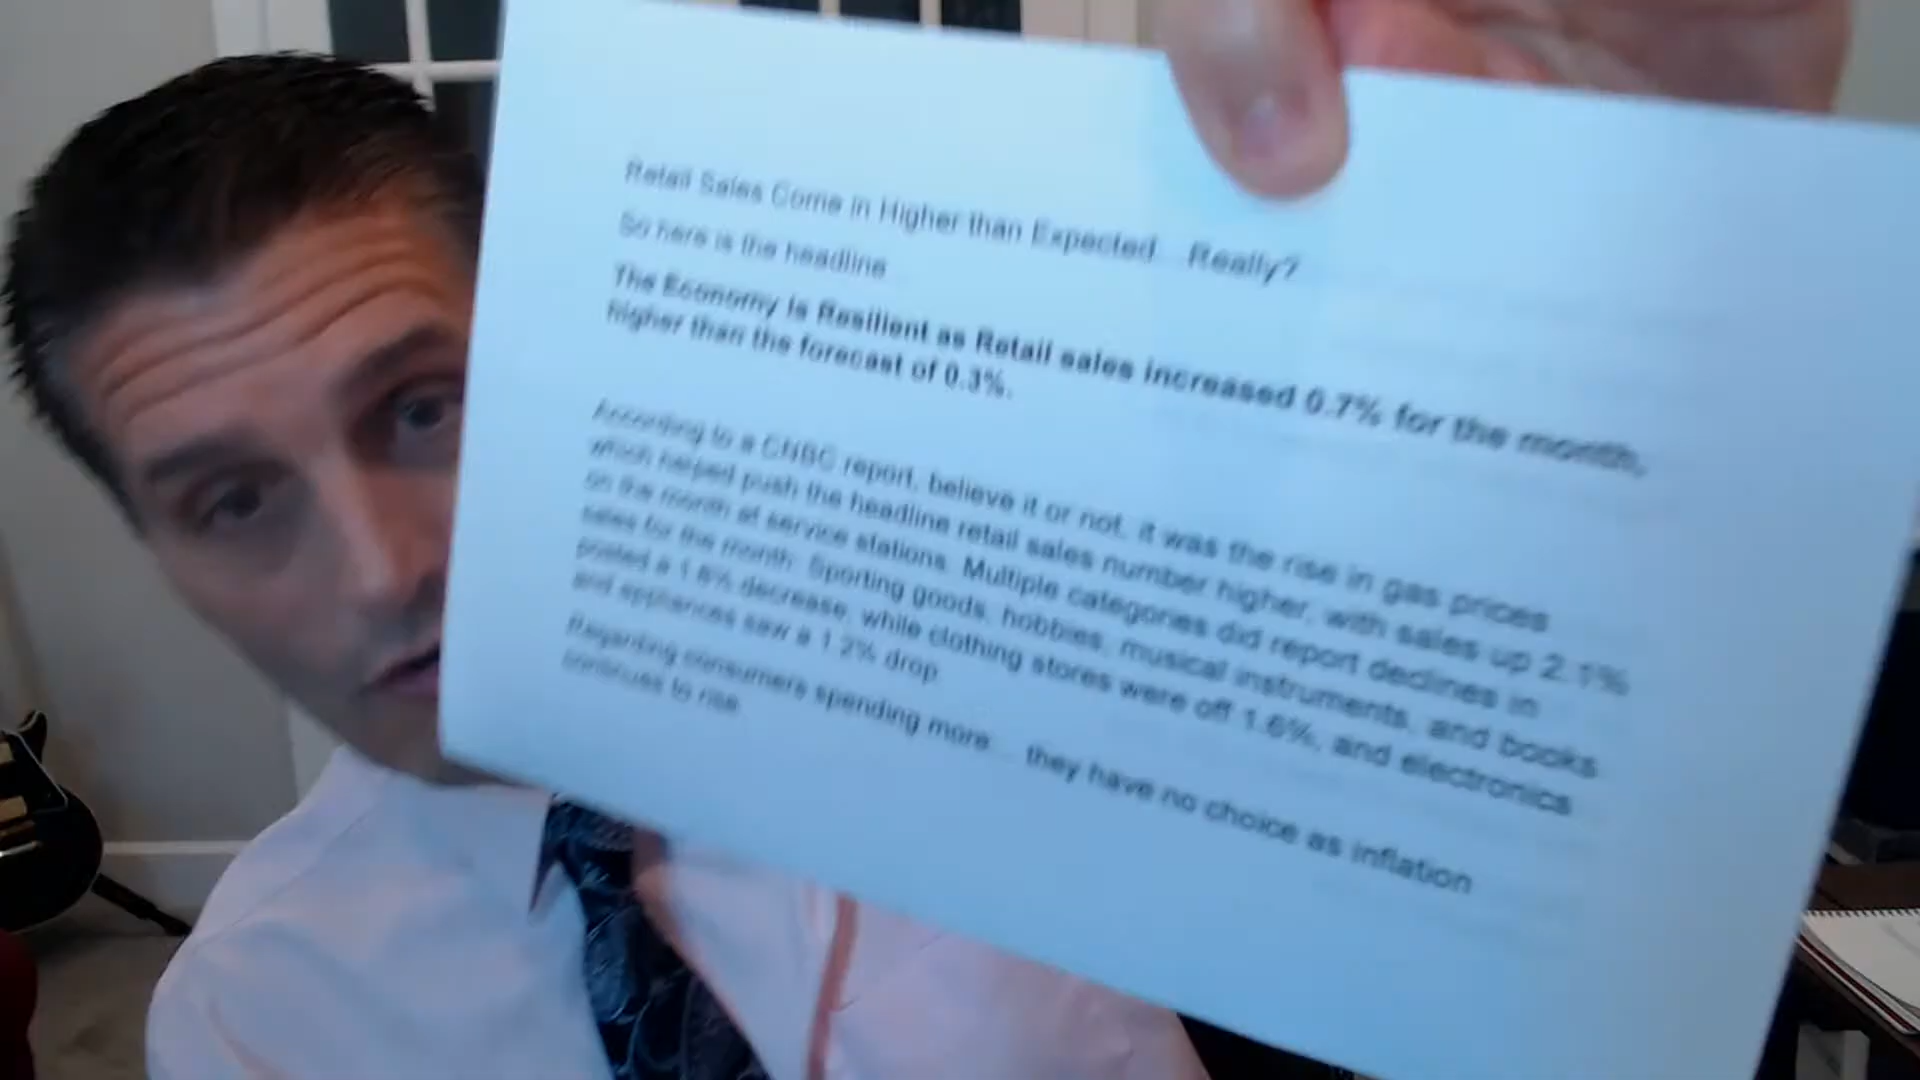 Retail Sales Come in Higher than Expected... Really?
So here is the headline...
The Economy is Resilient as Retail sales increased 0.7% for the month,
higher than the forecast of 0.3%.
According to a CNBC report, believe it or not, it was the rise in gas prices
which helped push the headline retail sales number higher, with sales up 2.1%
on the month at service stations. Multiple categories did report declines in
sales for the month. Sporting goods, hobbies, musical instruments, and books
posted a 1.6% decrease, while clothing stores were off 1.6%, and electronics
and appliances saw a 1.2% drop.
Regarding consumers spending more... they have no choice as inflation
continues to rise.